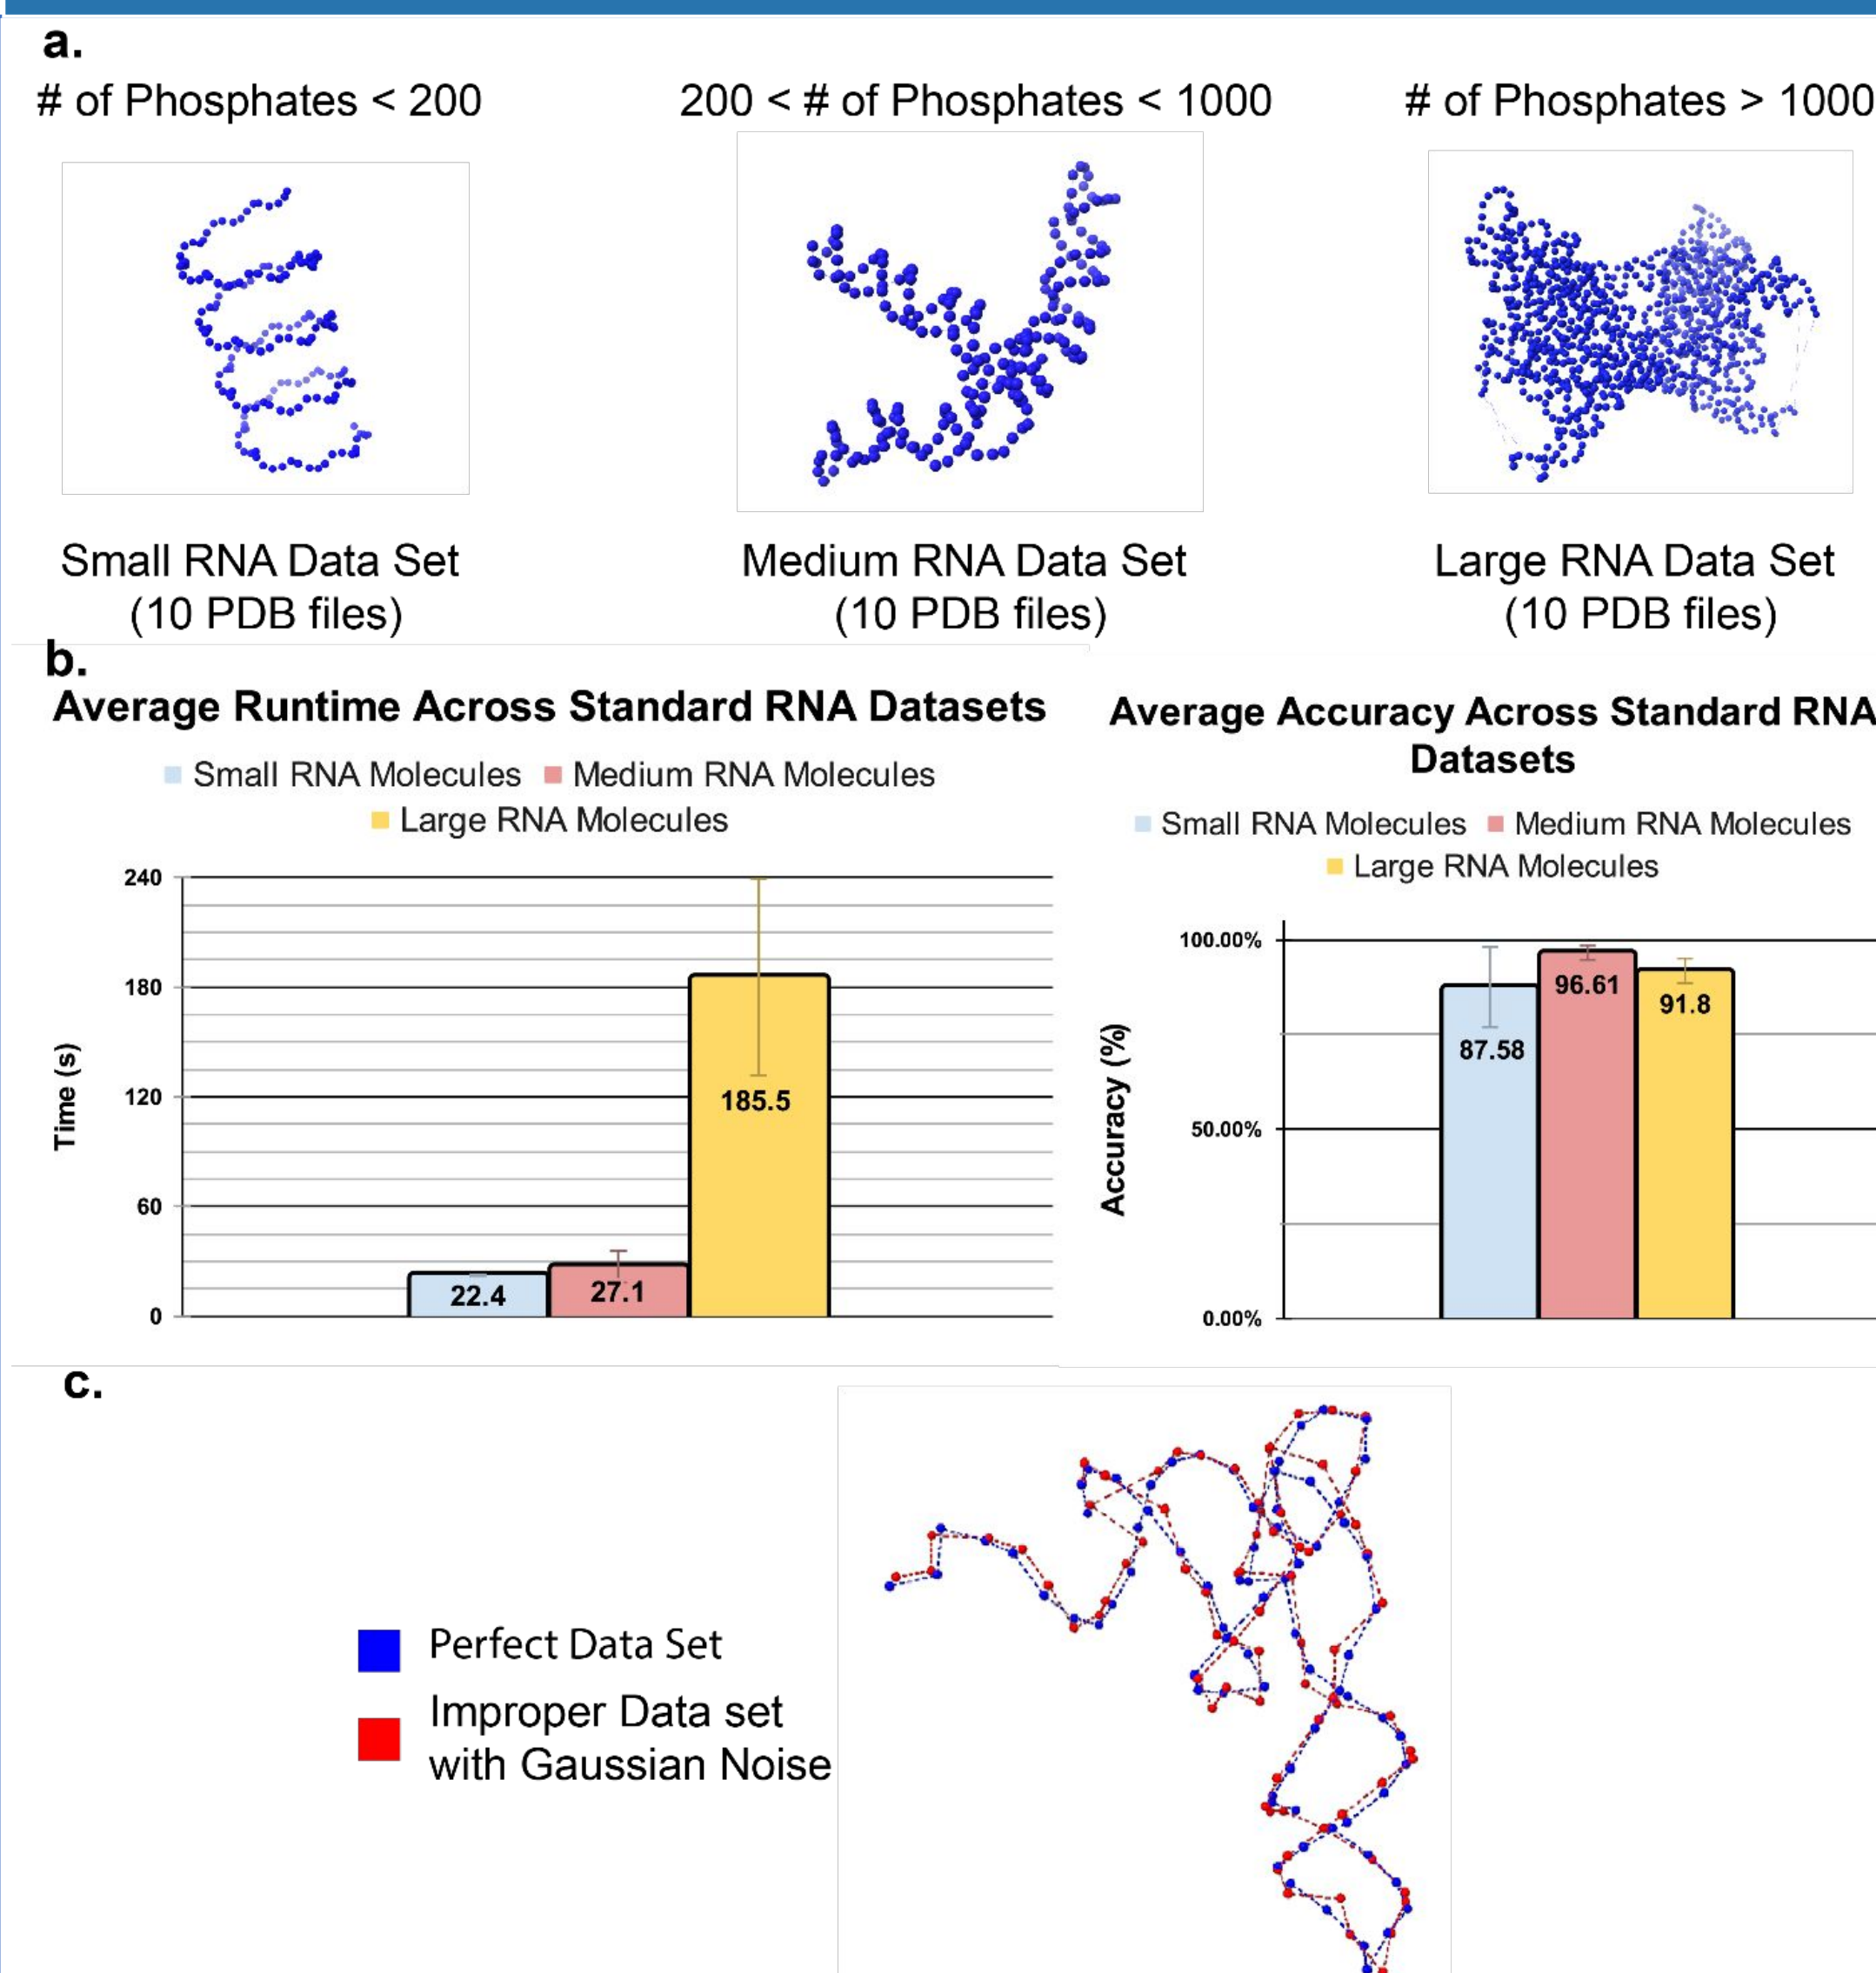 a.
# of Phosphates < 200
200 < # of Phosphates < 1000
# of Phosphates > 1000
Small RNA Data Set
(10 PDB files)
Medium RNA Data Set
(10 PDB files)
Large RNA Data Set
(10 PDB files)
b.
Average Runtime Across Standard RNA Datasets
Small RNA Molecules
Medium RNA Molecules
Large RNA Molecules
240
180
120
60
0
Time (s)
22.4
27.1
185.5
Average Accuracy Across Standard RNA
Datasets
Small RNA Molecules
Medium RNA Molecules
Large RNA Molecules
100.00%
50.00%
0.00%
Accuracy (%)
87.58
96.61
91.8
c.
Perfect Data Set
Improper Data set
with Gaussian Noise